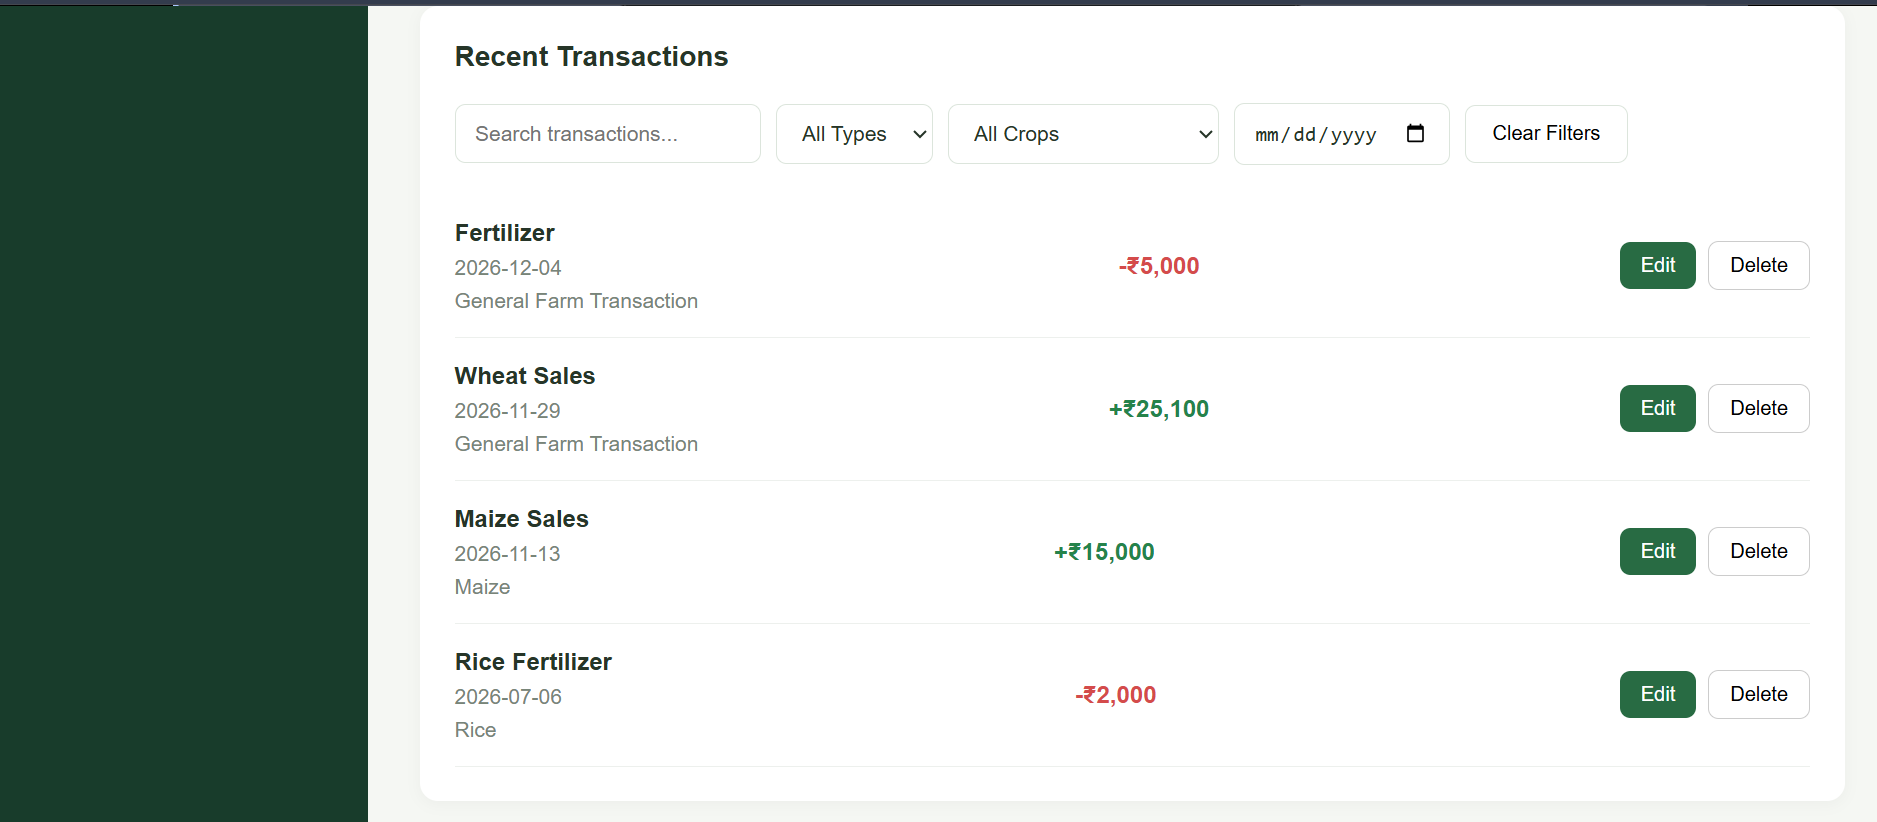 Recent Transactions
Search transactions... All Types All Crops mm/dd/yyyy Clear Filters
Fertilizer
2026-12-04
General Farm Transaction
-₹5,000
Edit Delete
Wheat Sales
2026-11-29
General Farm Transaction
+₹25,100
Edit Delete
Maize Sales
2026-11-13
Maize
+₹15,000
Edit Delete
Rice Fertilizer
2026-07-06
Rice
-₹2,000
Edit Delete